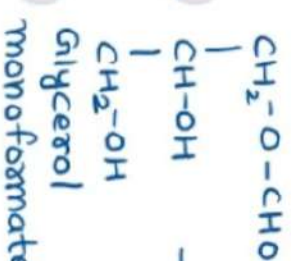 CH₂-O-CHO
|
CH-OH
|
CH₂-OH
Glycerol
monoformate